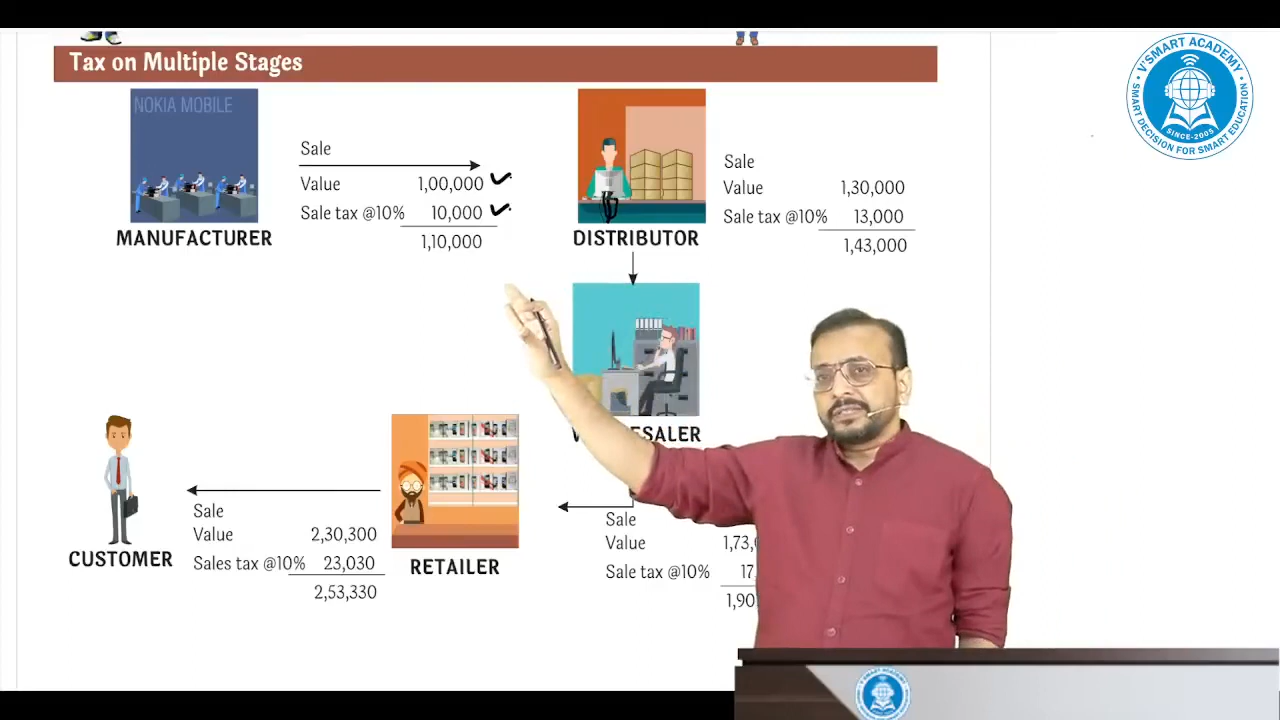 Tax on Multiple Stages
V'SMART ACADEMY
SMART DECISION FOR SMART EDUCATION
SINCE-2005
NOKIA MOBILE
MANUFACTURER
Sale
Value 1,00,000
Sale tax @10% 10,000
1,10,000
DISTRIBUTOR
Sale
Value 1,30,000
Sale tax @10% 13,000
1,43,000
Sale
Value
Sale tax @10%
RETAILER
Sale
Value 2,30,300
Sales tax @10% 23,030
2,53,330
CUSTOMER